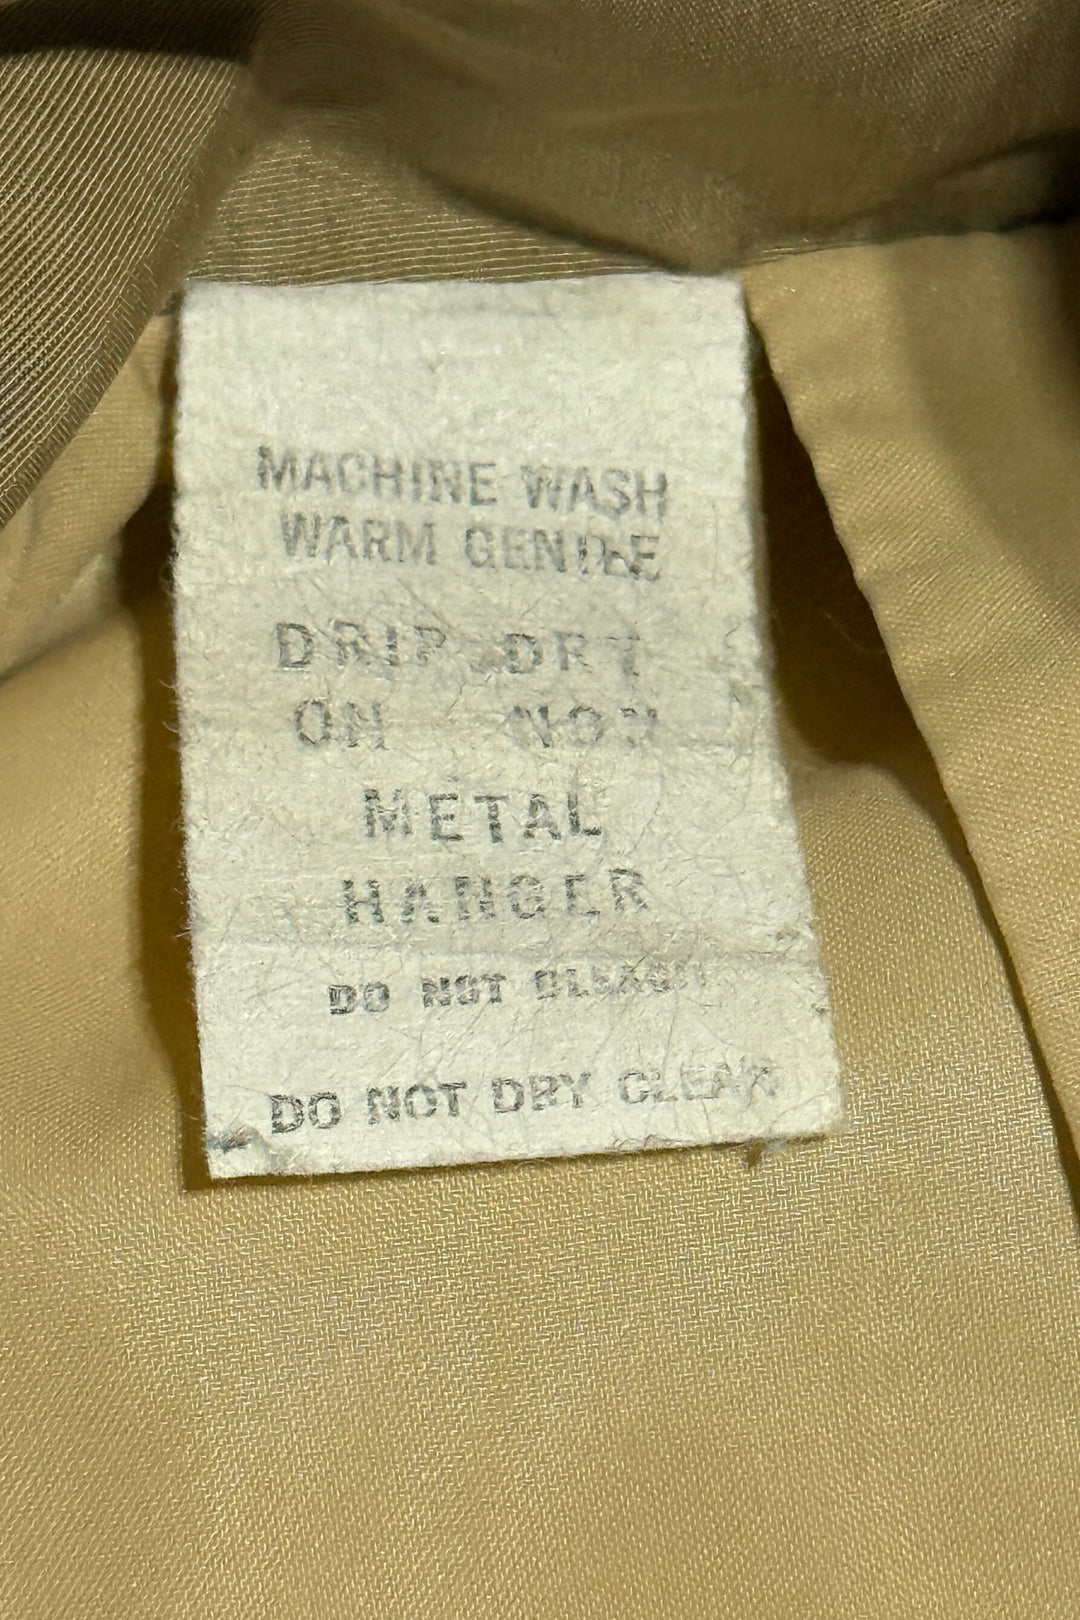 MACHINE WASH
WARM GENTLE
DRIP DRY
ON NON
METAL
HANGER
DO NOT BLEACH
DO NOT DRY CLEAN